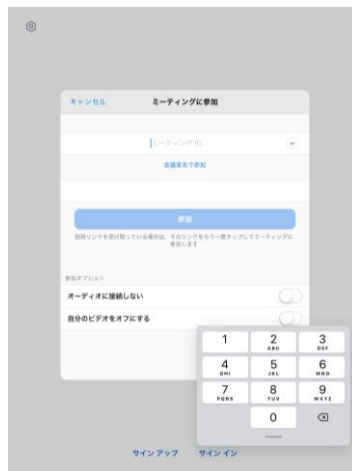 キャンセル ミーティングに参加
ミーティング ID
会議室名で参加
参加
招待リンクを受け取っている場合は、そのリンクをもう一度タップしてミーティングに
参加します
参加オプション
オーディオに接続しない
自分のビデオをオフにする
1 2 3
ABC DEF
4 5 6
GHI JKL MNO
7 8 9
PQRS TUV WXYZ
0
サイン アップ サイン イン